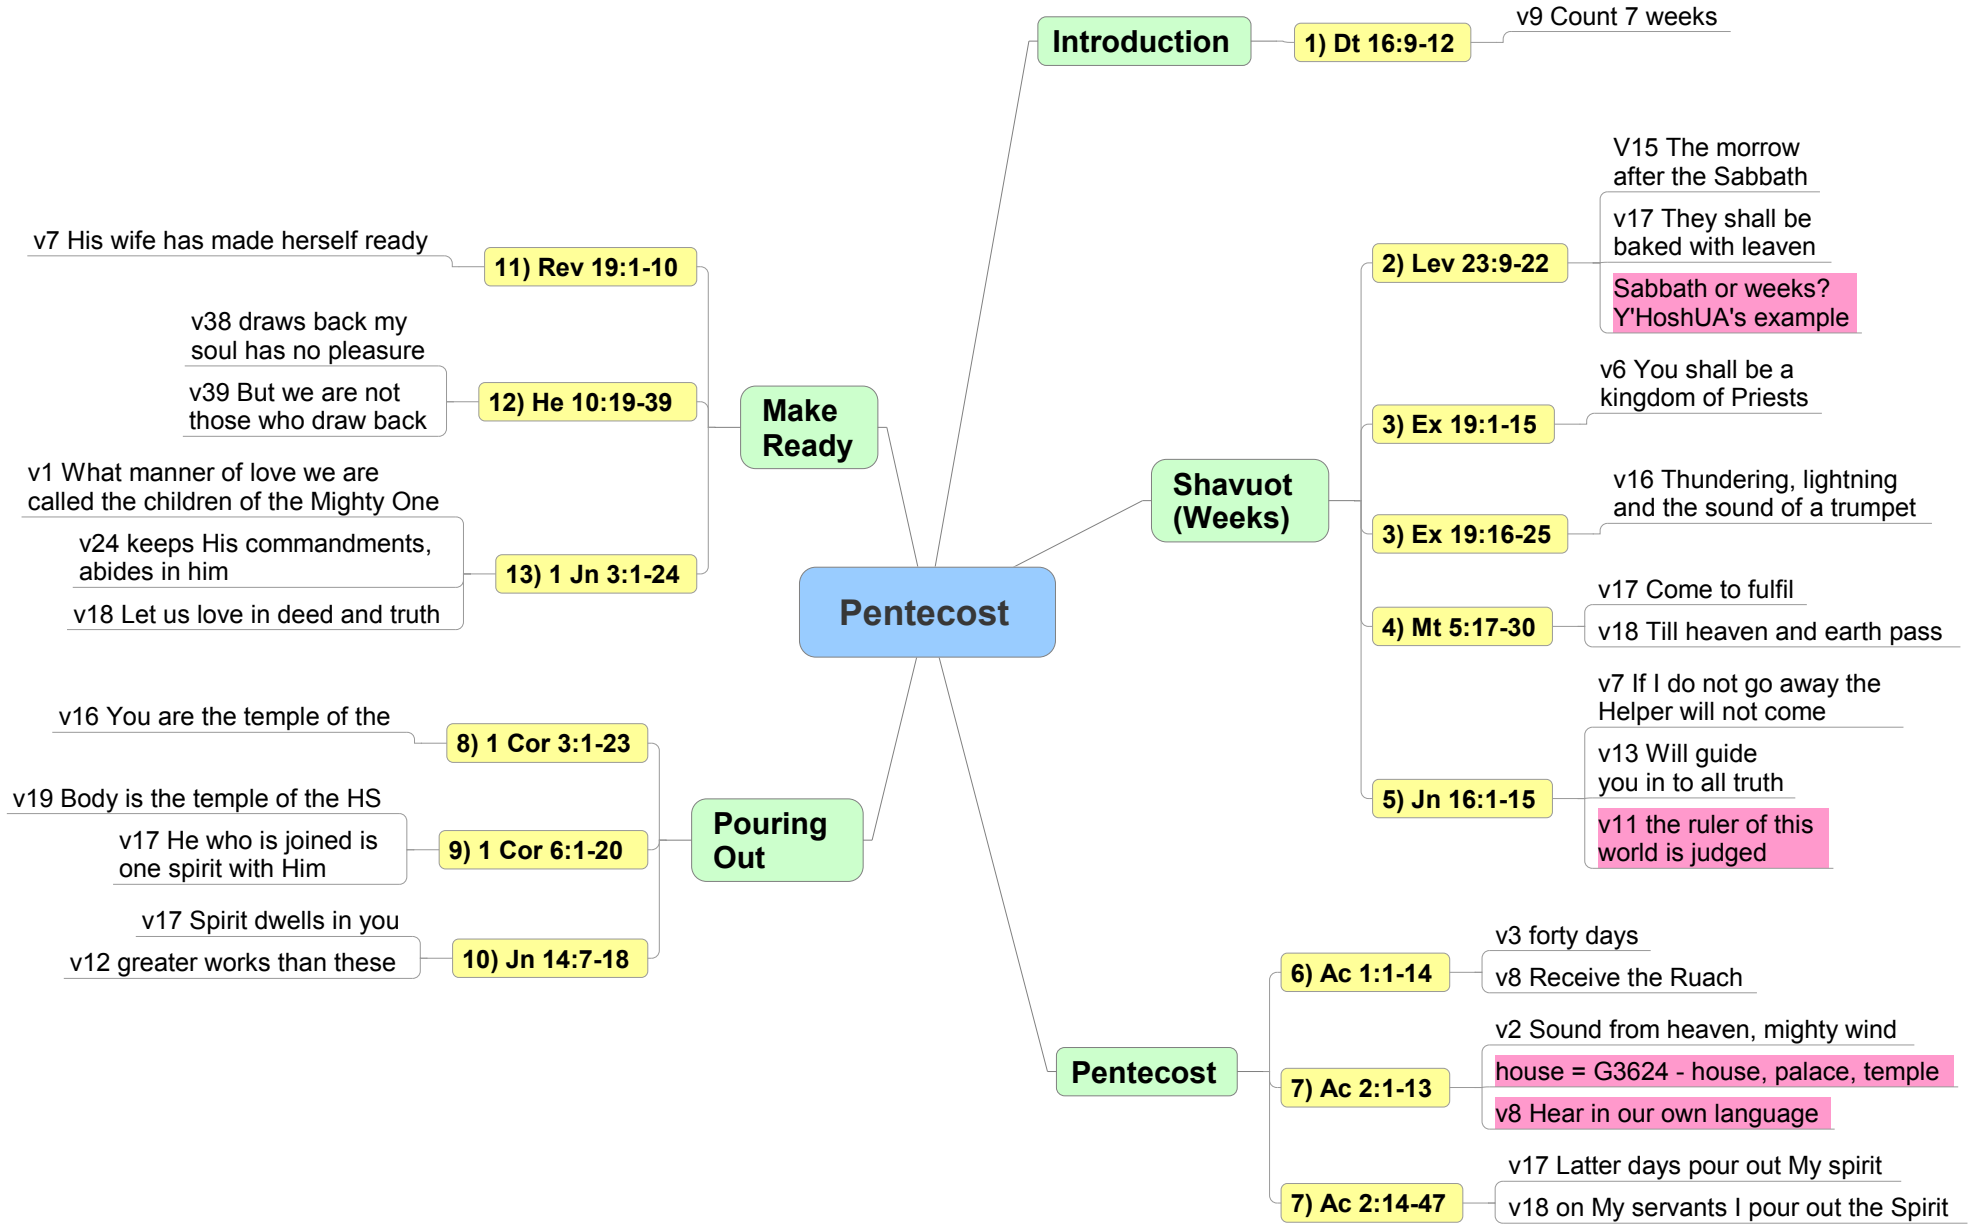 Pentecost
Introduction
1) Dt 16:9-12
v9 Count 7 weeks
Shavuot
(Weeks)
2) Lev 23:9-22
V15 The morrow
after the Sabbath
v17 They shall be
baked with leaven
Sabbath or weeks?
Y'HoshUA's example
3) Ex 19:1-15
v6 You shall be a
kingdom of Priests
3) Ex 19:16-25
v16 Thundering, lightning
and the sound of a trumpet
4) Mt 5:17-30
v17 Come to fulfil
v18 Till heaven and earth pass
5) Jn 16:1-15
v7 If I do not go away the
Helper will not come
v13 Will guide
you in to all truth
v11 the ruler of this
world is judged
Pentecost
6) Ac 1:1-14
v3 forty days
v8 Receive the Ruach
7) Ac 2:1-13
v2 Sound from heaven, mighty wind
house = G3624 - house, palace, temple
v8 Hear in our own language
7) Ac 2:14-47
v17 Latter days pour out My spirit
v18 on My servants I pour out the Spirit
Pouring
Out
8) 1 Cor 3:1-23
v16 You are the temple of the
9) 1 Cor 6:1-20
v19 Body is the temple of the HS
v17 He who is joined is
one spirit with Him
10) Jn 14:7-18
v17 Spirit dwells in you
v12 greater works than these
Make
Ready
11) Rev 19:1-10
v7 His wife has made herself ready
12) He 10:19-39
v38 draws back my
soul has no pleasure
v39 But we are not
those who draw back
13) 1 Jn 3:1-24
v1 What manner of love we are
called the children of the Mighty One
v24 keeps His commandments,
abides in him
v18 Let us love in deed and truth